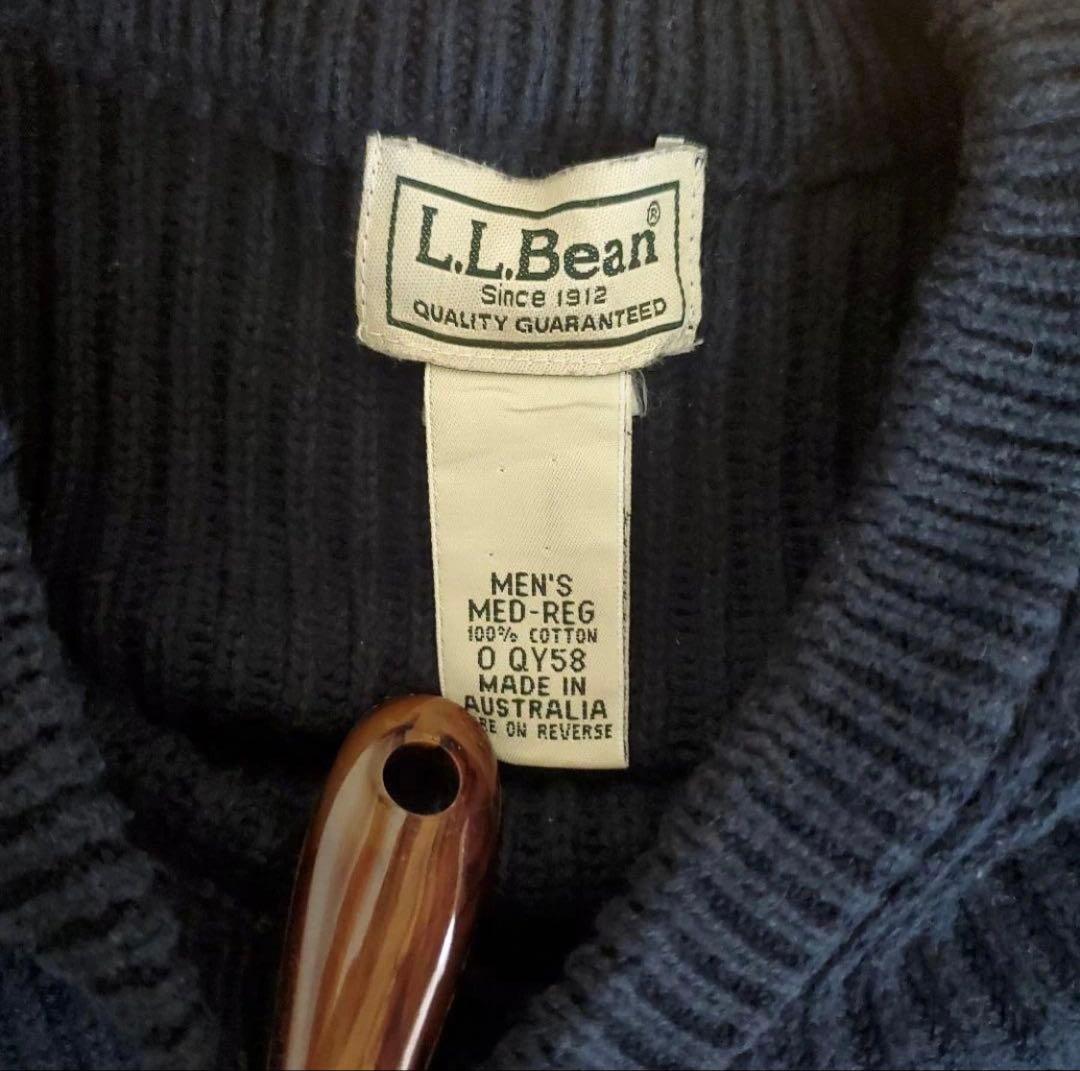 L.L.Bean®
Since 1912
QUALITY GUARANTEED
MEN'S
MED-REG
100% COTTON
0 QY58
MADE IN
AUSTRALIA
ON REVERSE